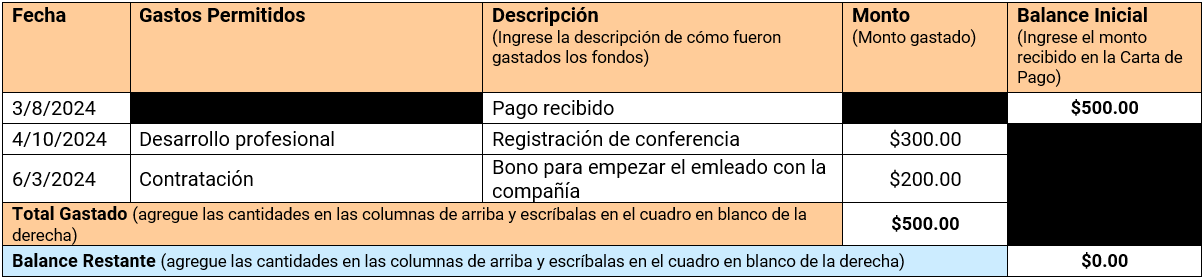 Fecha Gastos Permitidos Descripción Monto Balance Inicial
(Ingrese la descripción de cómo fueron (Monto gastado) (Ingrese el monto
gastados los fondos) recibido en la Carta de
Pago)
3/8/2024 Pago recibido $500.00
4/10/2024 Desarrollo profesional Registración de conferencia $300.00
6/3/2024 Contratación Bono para empezar el emleado con la $200.00
compañía
Total Gastado (agregue las cantidades en las columnas de arriba y escríbalas en el cuadro en blanco de la $500.00
derecha)
Balance Restante (agregue las cantidades en las columnas de arriba y escríbalas en el cuadro en blanco de la derecha) $0.00